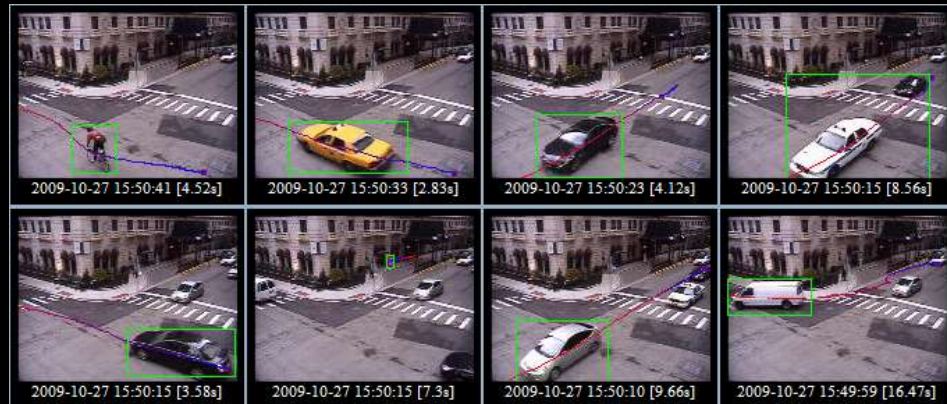 2009-10-27 15:50:41 [4.52s]
2009-10-27 15:50:33 [2.83s]
2009-10-27 15:50:23 [4.12s]
2009-10-27 15:50:15 [8.56s]
2009-10-27 15:50:15 [3.58s]
2009-10-27 15:50:15 [7.3s]
2009-10-27 15:50:10 [9.66s]
2009-10-27 15:49:59 [16.47s]